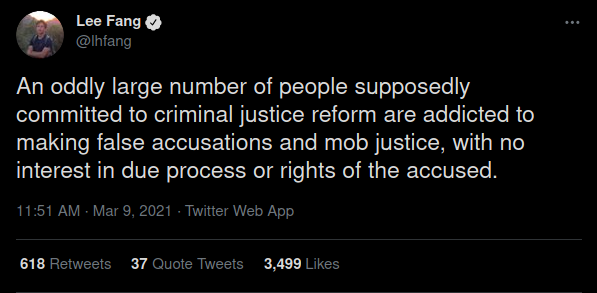 Lee Fang
@lhfang
An oddly large number of people supposedly
committed to criminal justice reform are addicted to
making false accusations and mob justice, with no
interest in due process or rights of the accused.
11:51 AM · Mar 9, 2021 · Twitter Web App
618 Retweets 37 Quote Tweets 3,499 Likes